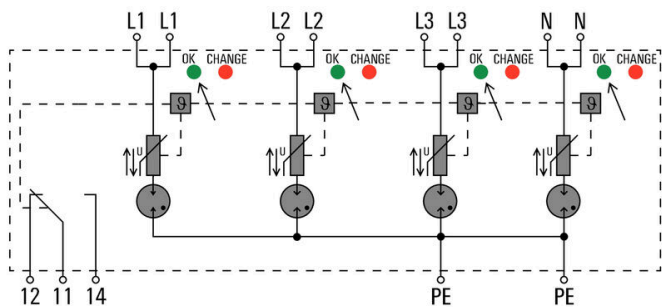 L1 L1 L2 L2 L3 L3 N N
OK CHANGE OK CHANGE OK CHANGE OK CHANGE
ϑ ϑ ϑ ϑ
U U U U
12 11 14 PE PE